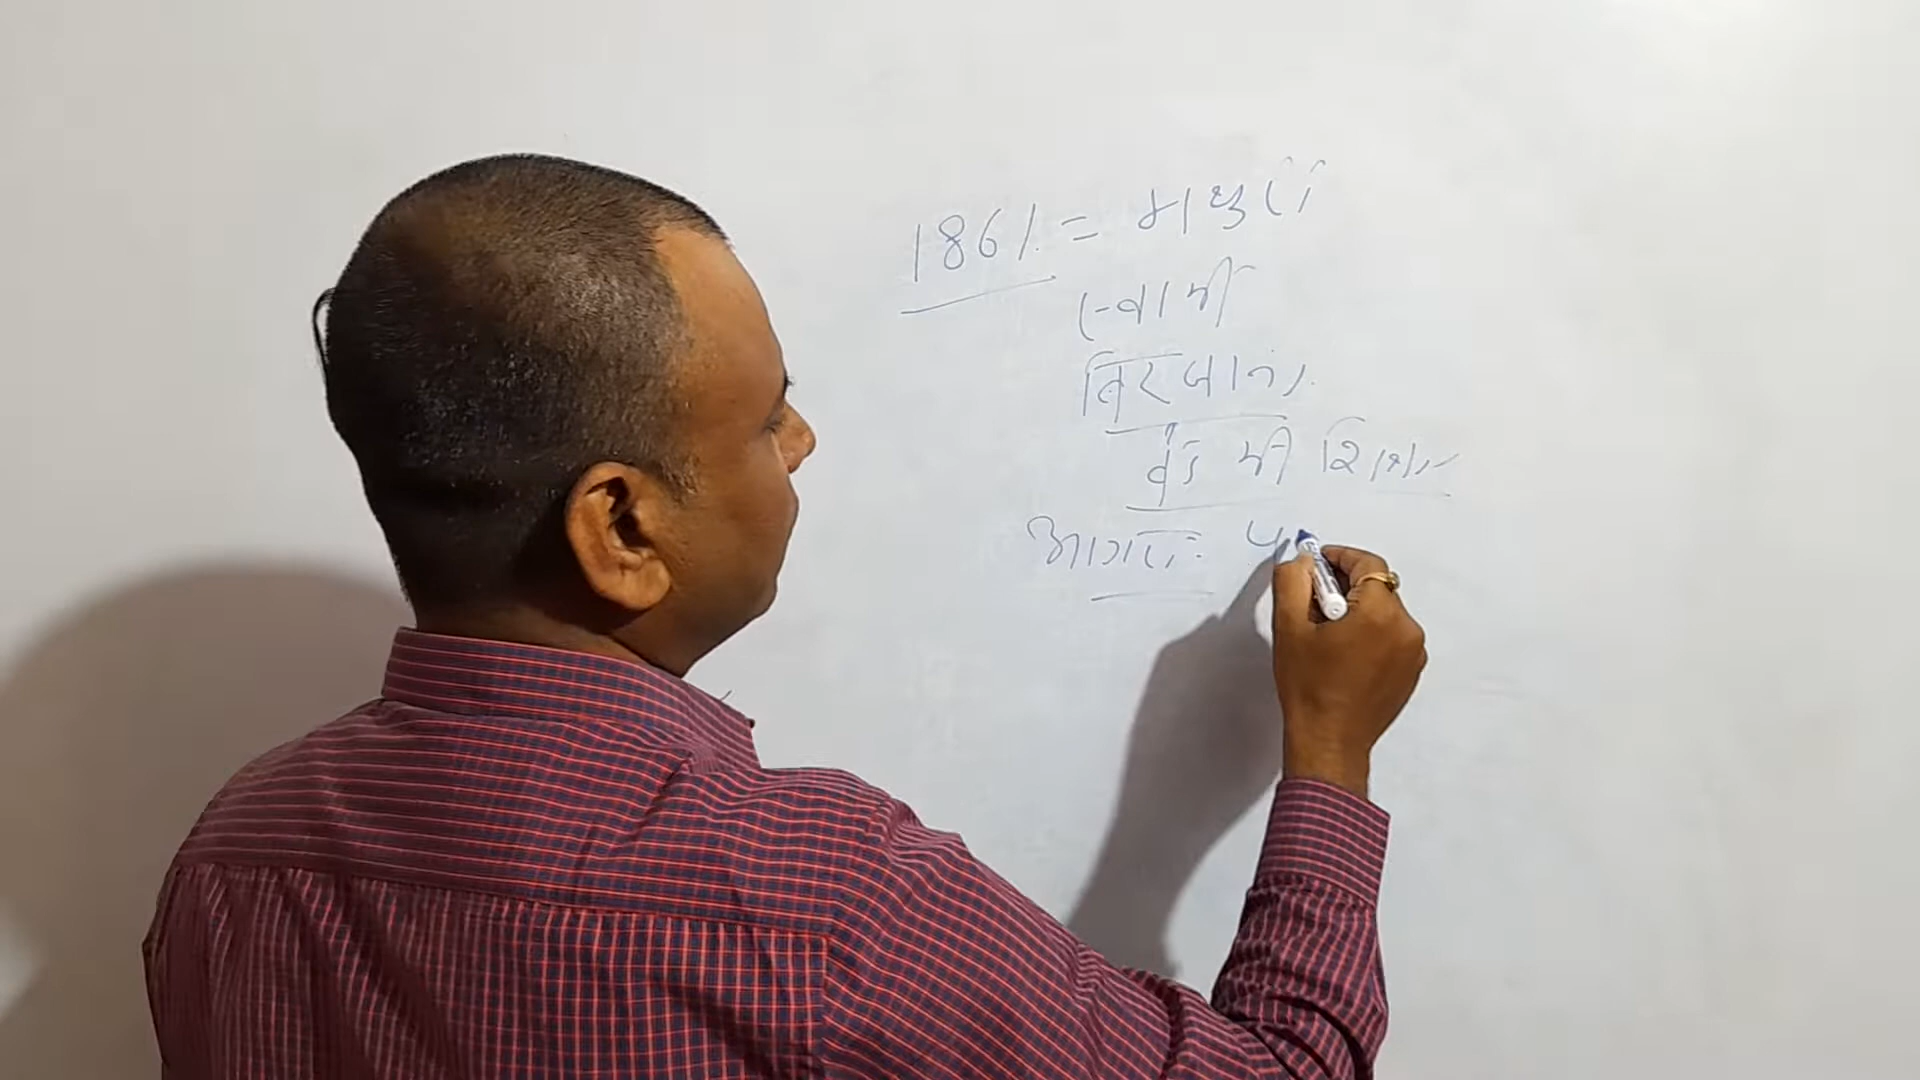 1861. = मथुरा
स्वामी
विरजानं.
वेद की शिक्षा
आगरा.